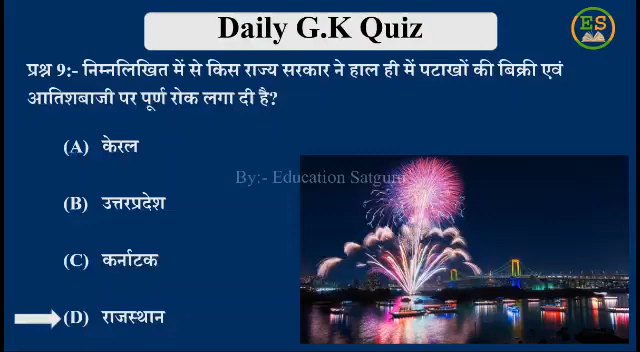 Daily G.K Quiz
ES
प्रश्न 9:- निम्नलिखित में से किस राज्य सरकार ने हाल ही में पटाखों की बिक्री एवं
आतिशबाजी पर पूर्ण रोक लगा दी है?
(A) केरल
By:- Education Satguru
(B) उत्तरप्रदेश
(C) कर्नाटक
(D) राजस्थान